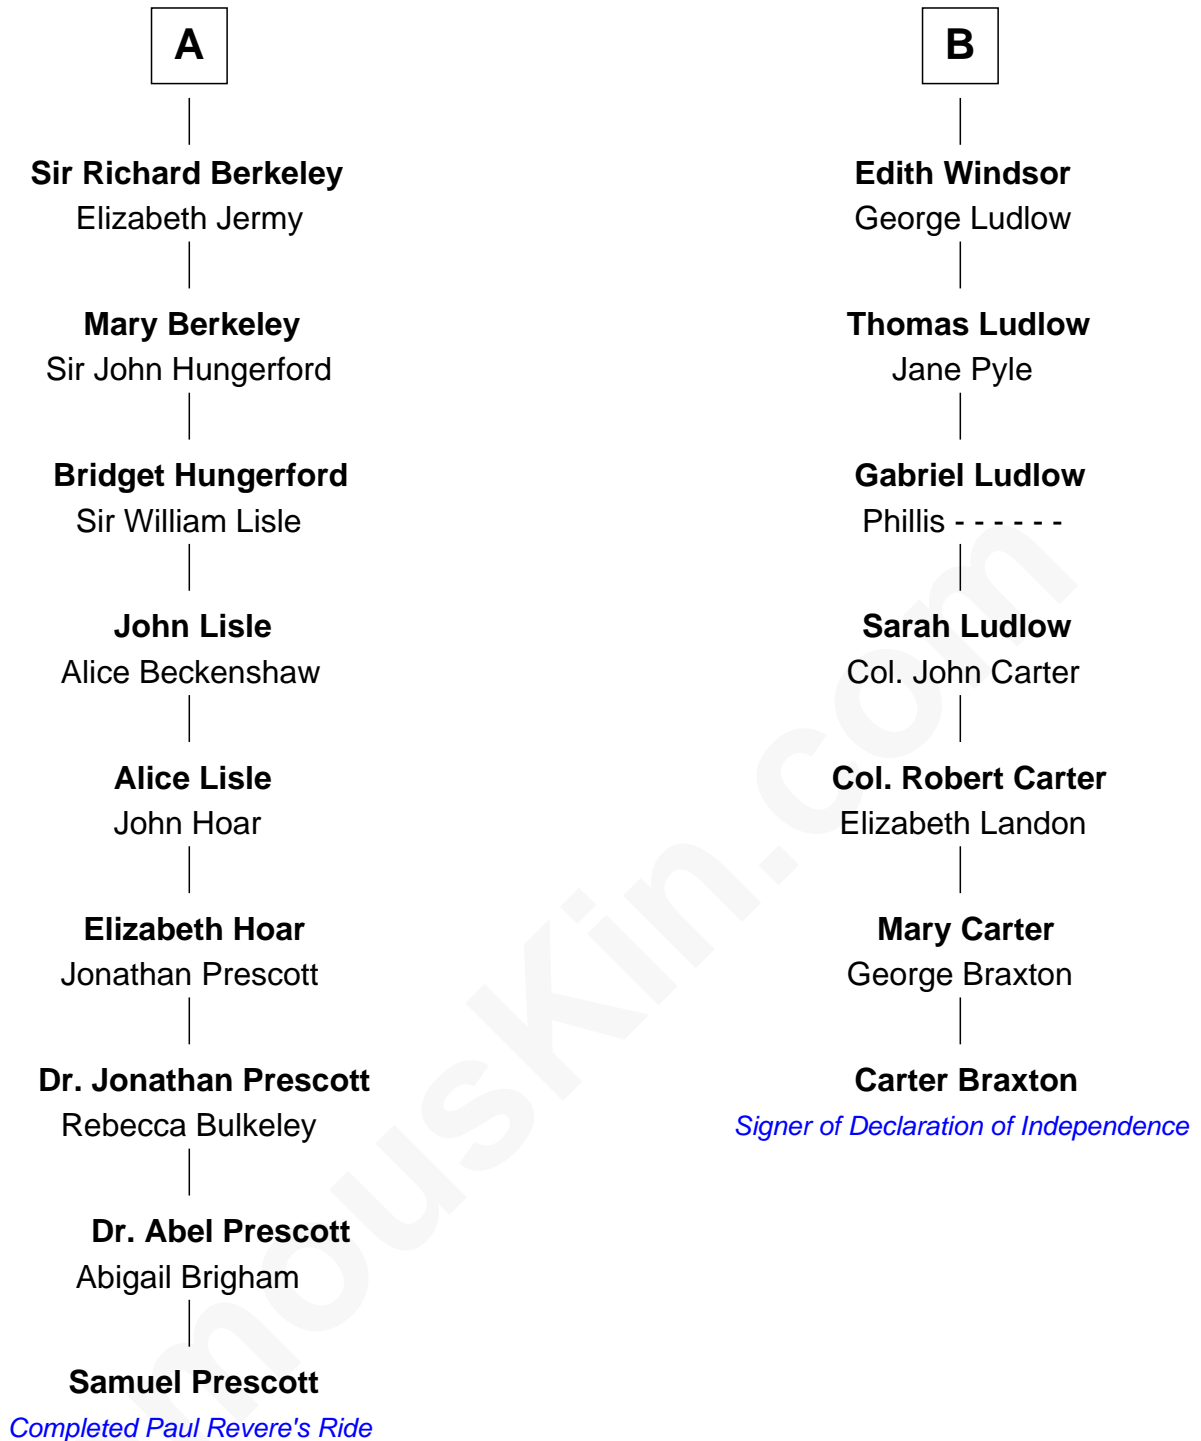 A
Sir Richard Berkeley
Elizabeth Jermy
Mary Berkeley
Sir John Hungerford
Bridget Hungerford
Sir William Lisle
John Lisle
Alice Beckenshaw
Alice Lisle
John Hoar
Elizabeth Hoar
Jonathan Prescott
Dr. Jonathan Prescott
Rebecca Bulkeley
Dr. Abel Prescott
Abigail Brigham
Samuel Prescott
Completed Paul Revere's Ride
B
Edith Windsor
George Ludlow
Thomas Ludlow
Jane Pyle
Gabriel Ludlow
Phillis - - - - - -
Sarah Ludlow
Col. John Carter
Col. Robert Carter
Elizabeth Landon
Mary Carter
George Braxton
Carter Braxton
Signer of Declaration of Independence
mousKin.com